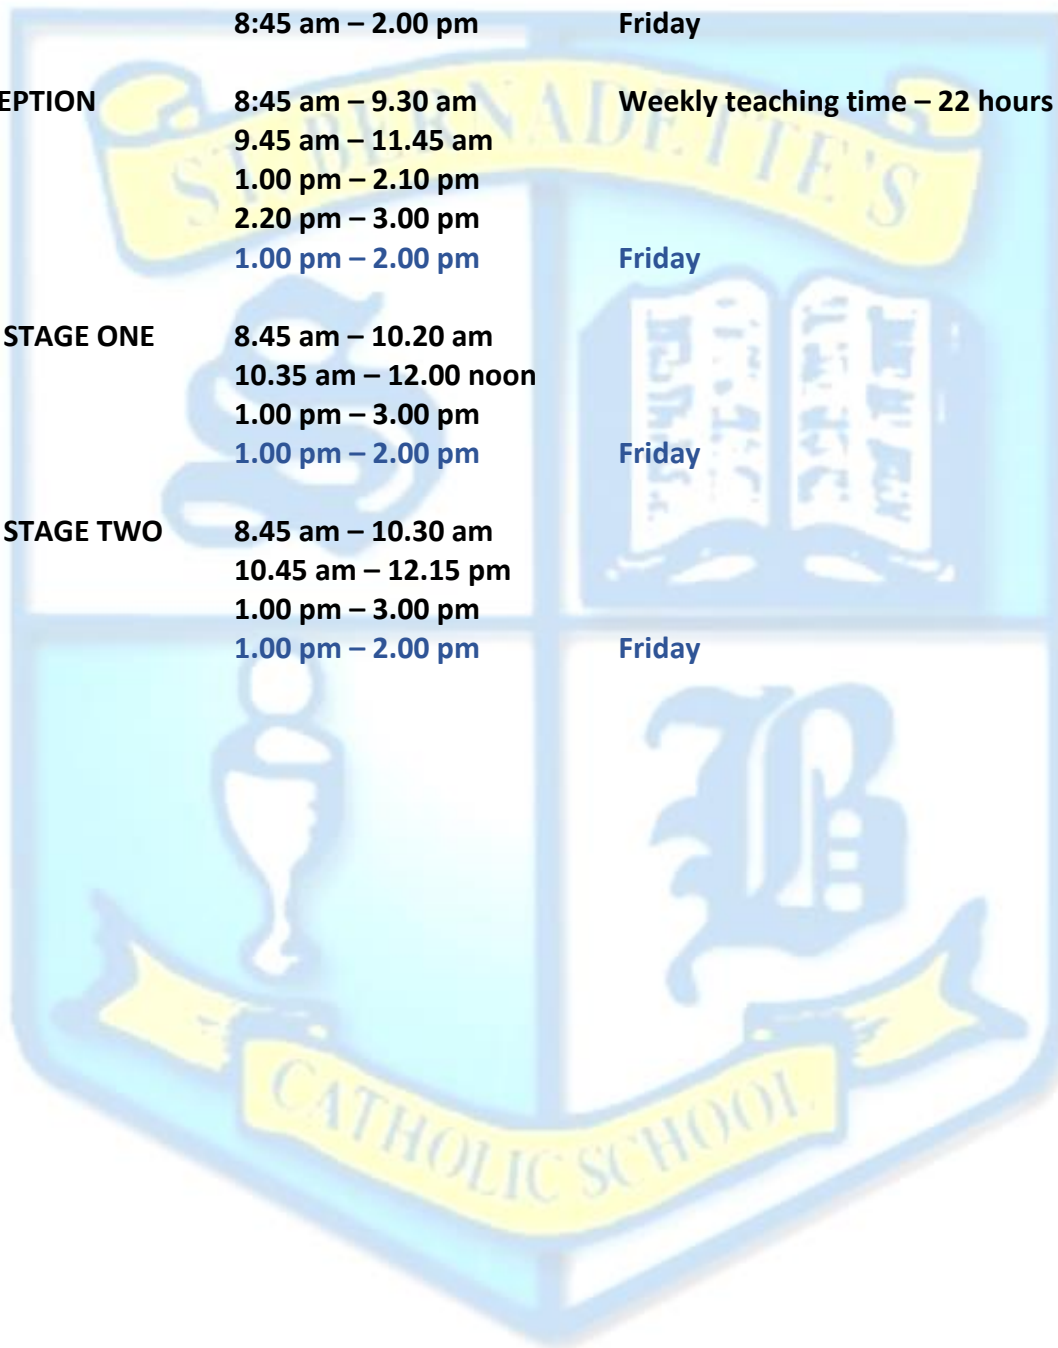 8:45 am – 2.00 pm Friday
EPTION 8:45 am – 9.30 am Weekly teaching time – 22 hours
9.45 am – 11.45 am
1.00 pm – 2.10 pm
2.20 pm – 3.00 pm
1.00 pm – 2.00 pm Friday
STAGE ONE 8.45 am – 10.20 am
10.35 am – 12.00 noon
1.00 pm – 3.00 pm
1.00 pm – 2.00 pm Friday
STAGE TWO 8.45 am – 10.30 am
10.45 am – 12.15 pm
1.00 pm – 3.00 pm
1.00 pm – 2.00 pm Friday
ST BERNADETTE'S
S
B
CATHOLIC SCHOOL